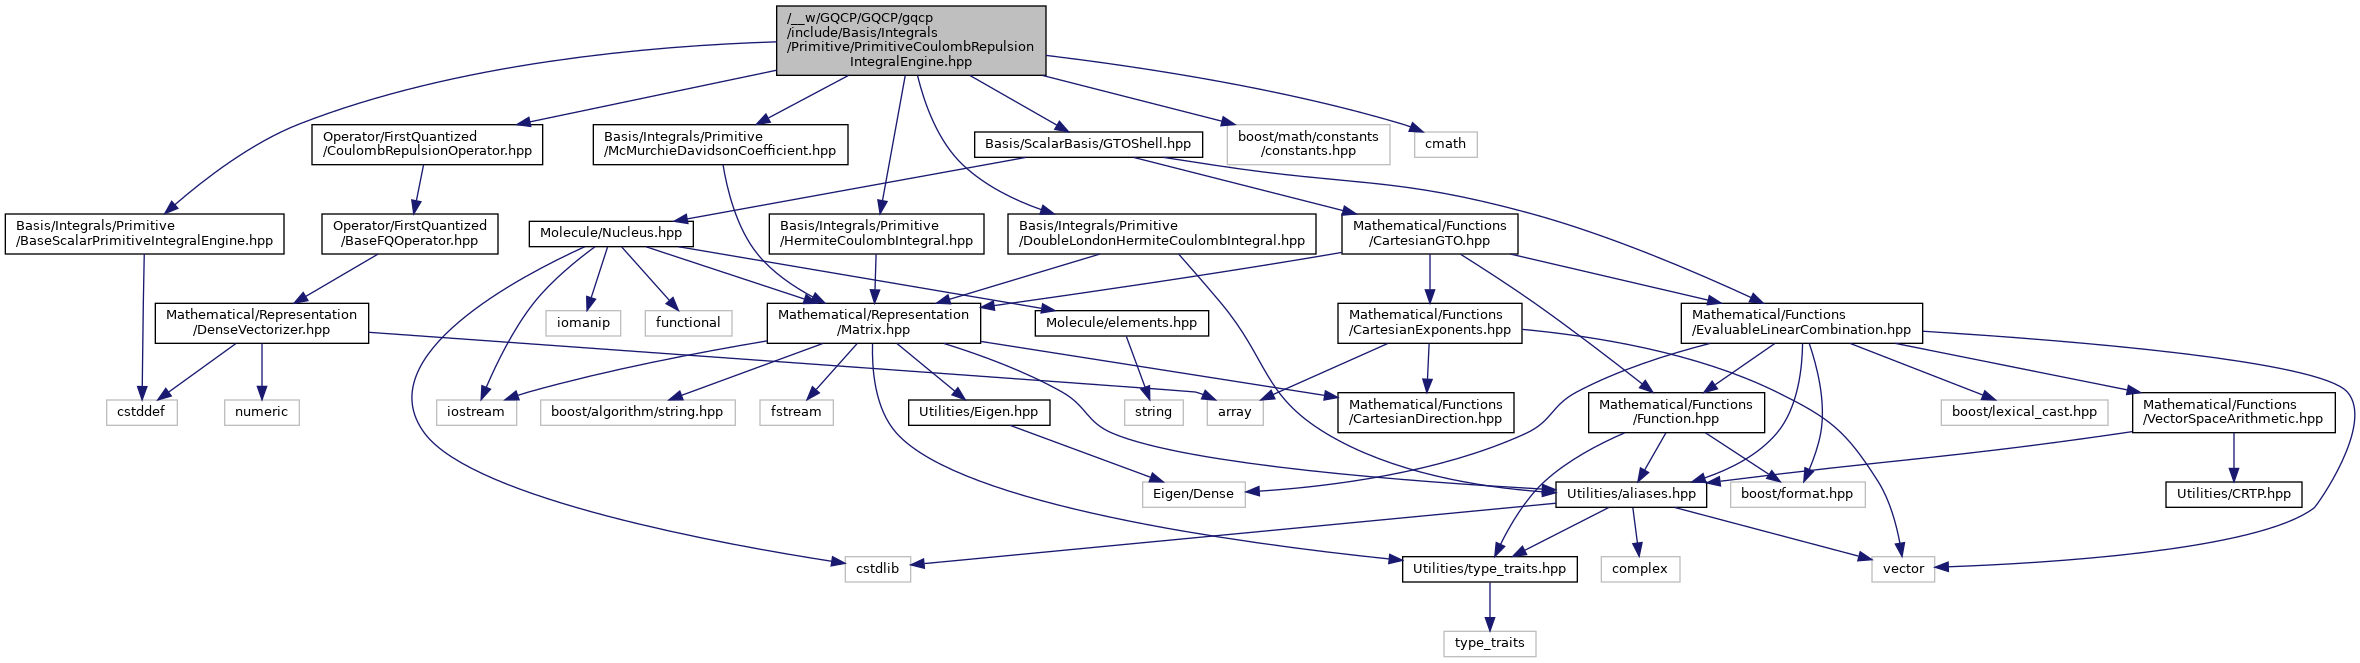 /__w/GQCP/GQCP/gqcp
/include/Basis/Integrals
/Primitive/PrimitiveCoulombRepulsion
IntegralEngine.hpp
Operator/FirstQuantized
/CoulombRepulsionOperator.hpp
Basis/Integrals/Primitive
/McMurchieDavidsonCoefficient.hpp
Basis/ScalarBasis/GTOShell.hpp
boost/math/constants
/constants.hpp
cmath
Basis/Integrals/Primitive
/BaseScalarPrimitiveIntegralEngine.hpp
Operator/FirstQuantized
/BaseFQOperator.hpp
Molecule/Nucleus.hpp
Basis/Integrals/Primitive
/HermiteCoulombIntegral.hpp
Basis/Integrals/Primitive
/DoubleLondonHermiteCoulombIntegral.hpp
Mathematical/Functions
/CartesianGTO.hpp
Mathematical/Representation
/DenseVectorizer.hpp
iomanip
functional
Mathematical/Representation
/Matrix.hpp
Molecule/elements.hpp
Mathematical/Functions
/CartesianExponents.hpp
Mathematical/Functions
/EvaluableLinearCombination.hpp
cstddef
numeric
iostream
boost/algorithm/string.hpp
fstream
Utilities/Eigen.hpp
string
array
Mathematical/Functions
/CartesianDirection.hpp
Mathematical/Functions
/Function.hpp
boost/lexical_cast.hpp
Mathematical/Functions
/VectorSpaceArithmetic.hpp
Eigen/Dense
Utilities/aliases.hpp
boost/format.hpp
Utilities/CRTP.hpp
cstdlib
Utilities/type_traits.hpp
complex
vector
type_traits